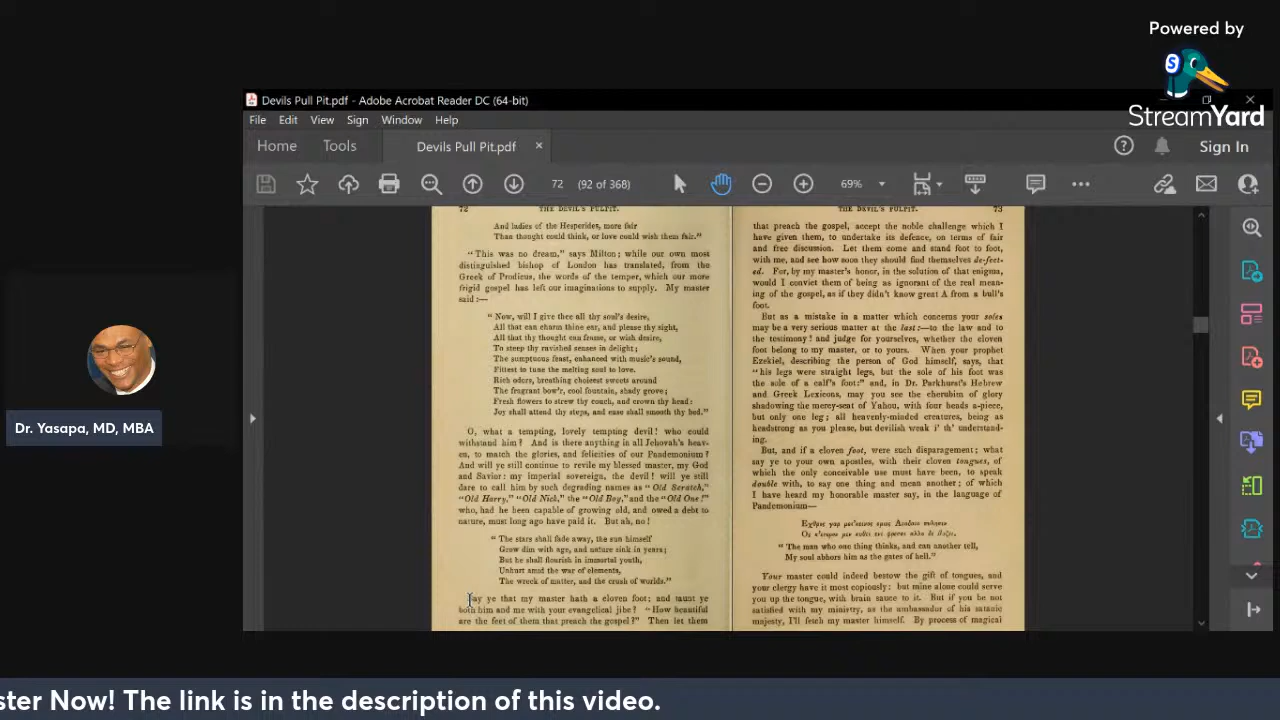 Powered by
S
StreamYard
Devils Pull Pit.pdf - Adobe Acrobat Reader DC (64-bit)
File Edit View Sign Window Help
Home Tools Devils Pull Pit.pdf × ? Sign In
72 (92 of 368) 69%
72 THE DEVIL'S PULPIT.
And ladies of the Hesperides, more fair
Than thought could think, or love could wish them fair."
"This was no dream," says Milton; while our own most
distinguished bishop of London has translated, from the
Greek of Prodicus, the words of the temper, which our more
frigid gospel has left our imaginations to supply. My master
said:—
"Now, will I give thee all thy soul's desire,
All that can charm thine ear, and please thy sight,
All that thy thought can frame, or wish desire,
To steep thy ravished senses in delight;
The sumptuous feast, enhanced with music's sound,
Fittest to tune the melting soul to love.
Rich odors, breathing choicest sweets around
The fragrant bow'r, cool fountain, shady grove;
Fresh flowers to strew thy couch, and crown thy head:
Joy shall attend thy steps, and ease shall smooth thy bed."
O, what a tempting, lovely tempting devil! who could
withstand him? And is there anything in all Jehovah's heav-
en, to match the glories, and felicities of our Pandemonium?
And will ye still continue to revile my blessed master, my God
and Savior: my imperial sovereign, the devil! will ye still
dare to call him by such degrading names as "Old Scratch,"
"Old Harry," "Old Nick," the "Old Boy," and the "Old One!"
who, had he been capable of growing old, and owed a debt to
nature, must long ago have paid it. But ah, no!
"The stars shall fade away, the sun himself
Grow dim with age, and nature sink in years;
But he shall flourish in immortal youth,
Unhurt amid the war of elements,
The wreck of matter, and the crush of worlds."
Say ye that my master hath a cloven foot; and taunt ye
both him and me with your evangelical jibe? "How beautiful
are the feet of them that preach the gospel?" Then let them
THE DEVIL'S PULPIT. 73
that preach the gospel, accept the noble challenge which I
have given them, to undertake its defence, on terms of fair
and free discussion. Let them come and stand foot to foot,
with me, and see how soon they should find themselves de-feet-
ed. For, by my master's honor, in the solution of that enigma,
would I convict them of being as ignorant of the real mean-
ing of the gospel, as if they didn't know great A from a bull's
foot.
But as a mistake in a matter which concerns your soles
may be a very serious matter at the last:—to the law and to
the testimony! and judge for yourselves, whether the cloven
foot belong to my master, or to yours. When your prophet
Ezekiel, describing the person of God himself, says, that
"his legs were straight legs, but the sole of his foot was
the sole of a calf's foot:" and, in Dr. Parkhurst's Hebrew
and Greek Lexicons, may you see the cherubim of glory
shadowing the mercy-seat of Yahou, with four heads a-piece,
but only one leg; all heavenly-minded creatures, being as
headstrong as you please, but devilish weak i' th' understand-
ing.
But, and if a cloven foot, were such disparagement; what
say ye to your own apostles, with their cloven tongues, of
which the only conceivable use must have been, to speak
double with, to say one thing and mean another; of which
I have heard my honorable master say, in the language of
Pandemonium—
"The man who one thing thinks, and can another tell,
My soul abhors him as the gates of hell."
Your master could indeed bestow the gift of tongues, and
your clergy have it most copiously: but mine alone could serve
you up the tongue, with brain sauce to it. But if you be not
satisfied with my ministry, as the ambassador of his satanic
majesty, I'll fetch my master himself. By process of magical
Dr. Yasapa, MD, MBA
ster Now! The link is in the description of this video.